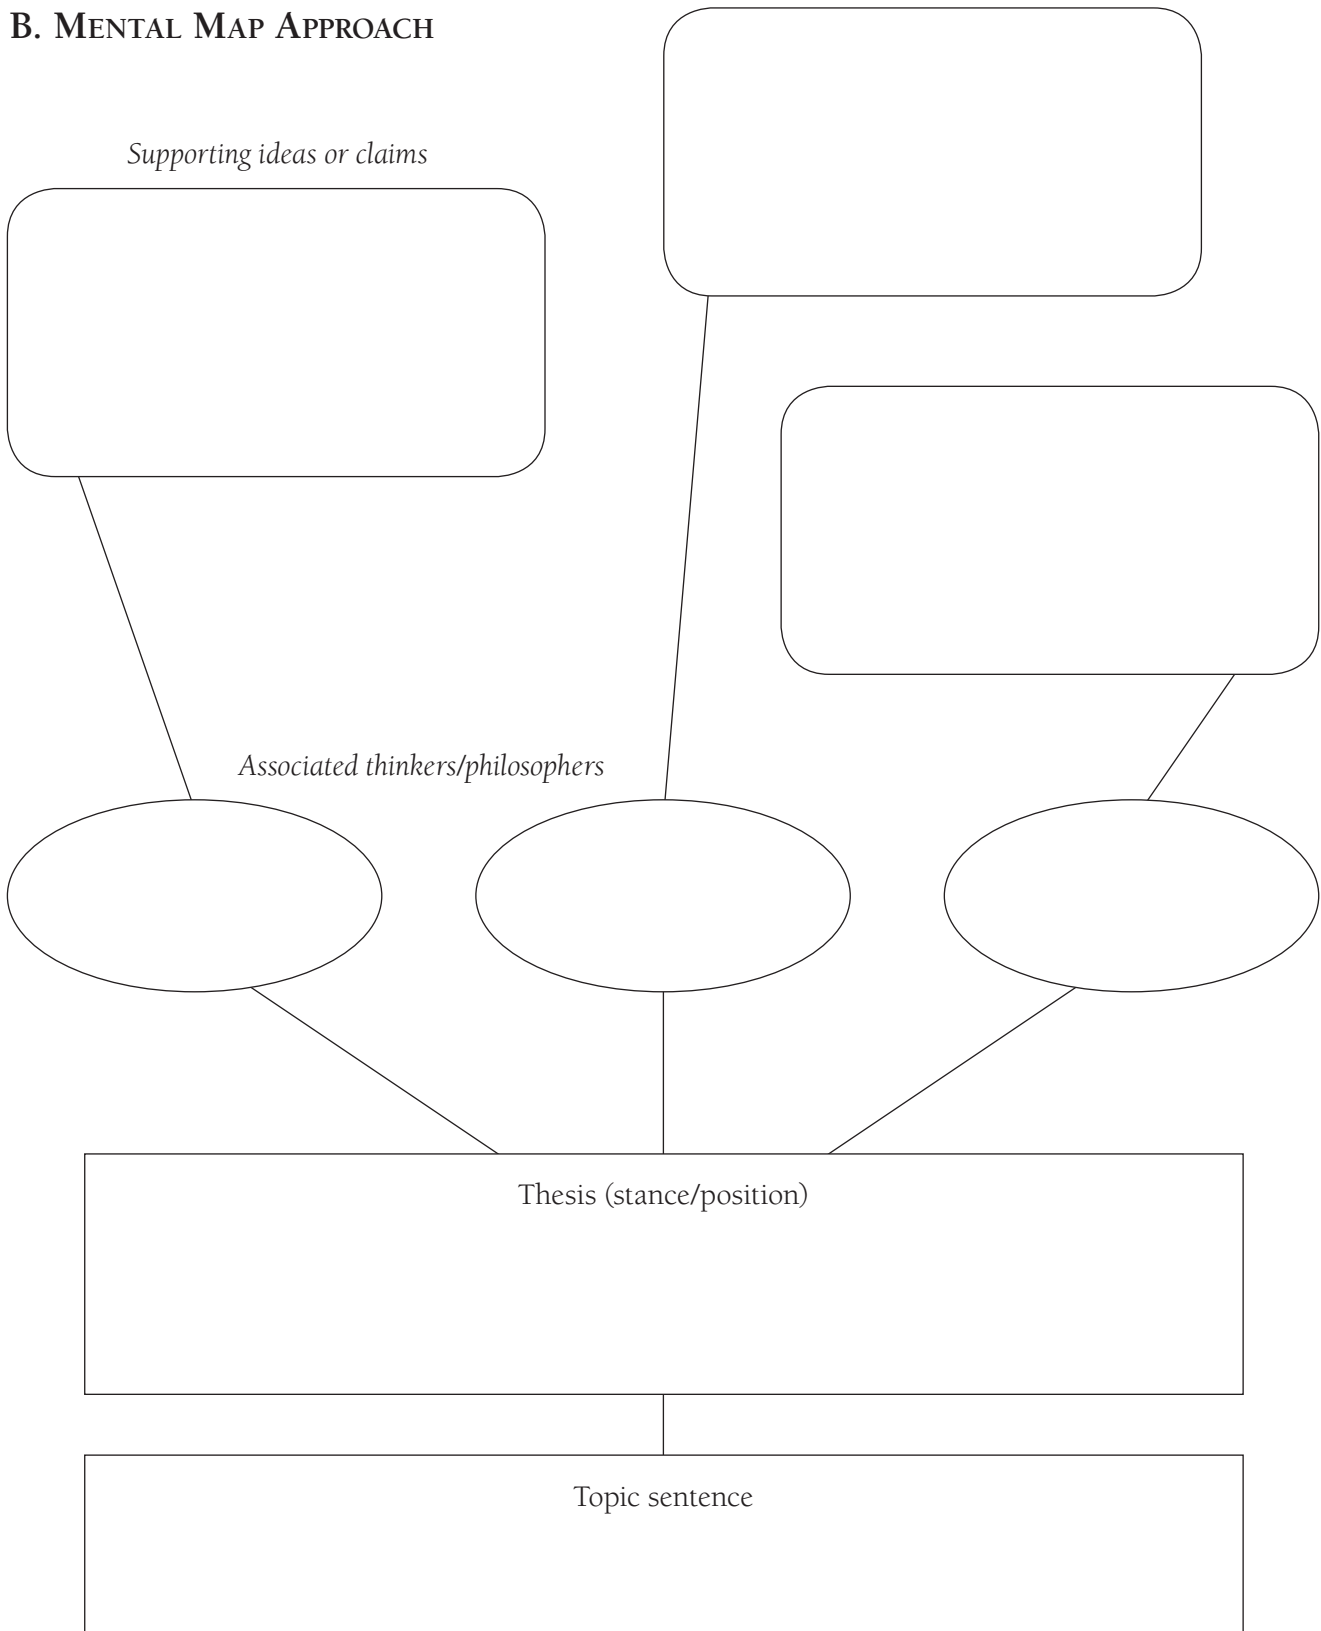 B. Mental Map Approach
Supporting ideas or claims
Associated thinkers/philosophers
Thesis (stance/position)
Topic sentence